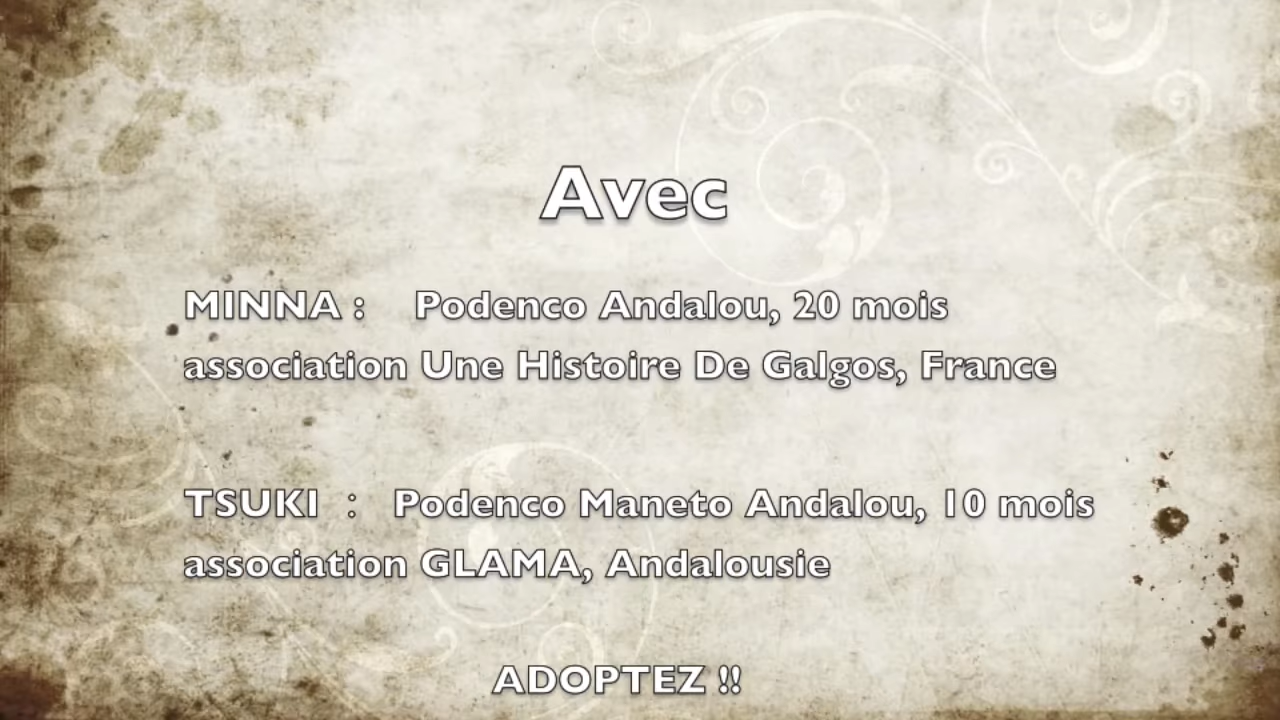 Avec
MINNA : Podenco Andalou, 20 mois
association Une Histoire De Galgos, France
TSUKI : Podenco Maneto Andalou, 10 mois
association GLAMA, Andalousie
ADOPTEZ !!